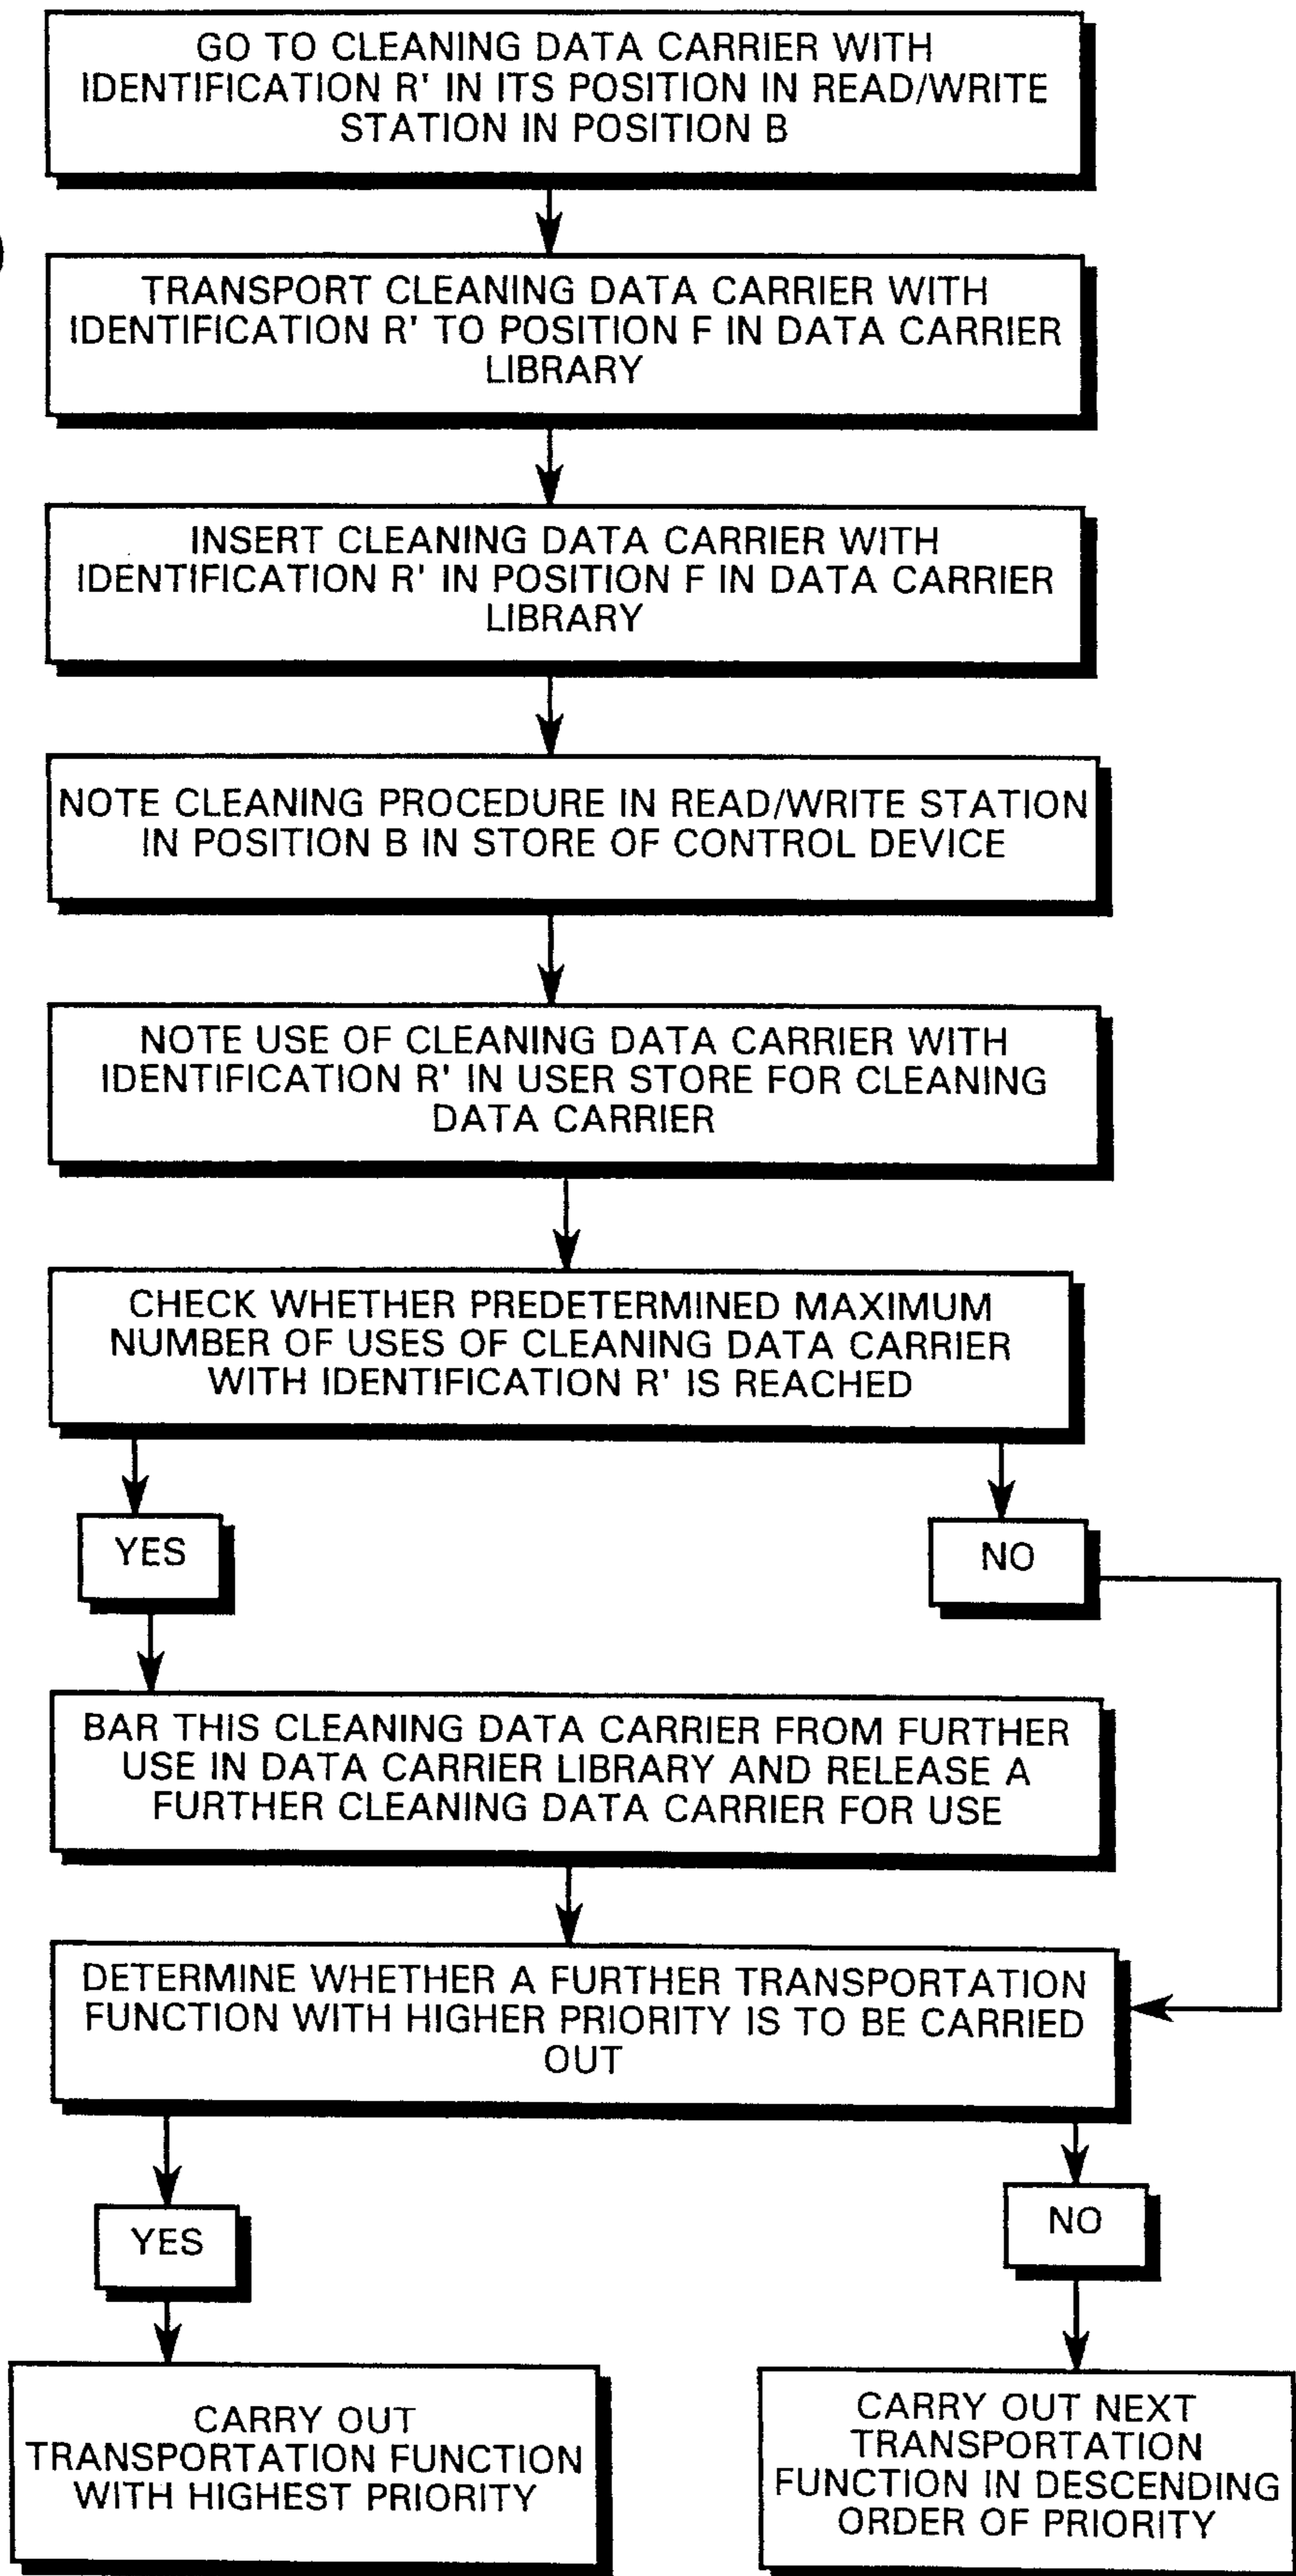 GO TO CLEANING DATA CARRIER WITH
IDENTIFICATION R' IN ITS POSITION IN READ/WRITE
STATION IN POSITION B
TRANSPORT CLEANING DATA CARRIER WITH
IDENTIFICATION R' TO POSITION F IN DATA CARRIER
LIBRARY
INSERT CLEANING DATA CARRIER WITH
IDENTIFICATION R' IN POSITION F IN DATA CARRIER
LIBRARY
NOTE CLEANING PROCEDURE IN READ/WRITE STATION
IN POSITION B IN STORE OF CONTROL DEVICE
NOTE USE OF CLEANING DATA CARRIER WITH
IDENTIFICATION R' IN USER STORE FOR CLEANING
DATA CARRIER
CHECK WHETHER PREDETERMINED MAXIMUM
NUMBER OF USES OF CLEANING DATA CARRIER
WITH IDENTIFICATION R' IS REACHED
YES
NO
BAR THIS CLEANING DATA CARRIER FROM FURTHER
USE IN DATA CARRIER LIBRARY AND RELEASE A
FURTHER CLEANING DATA CARRIER FOR USE
DETERMINE WHETHER A FURTHER TRANSPORTATION
FUNCTION WITH HIGHER PRIORITY IS TO BE CARRIED
OUT
YES
NO
CARRY OUT
TRANSPORTATION FUNCTION
WITH HIGHEST PRIORITY
CARRY OUT NEXT
TRANSPORTATION
FUNCTION IN DESCENDING
ORDER OF PRIORITY